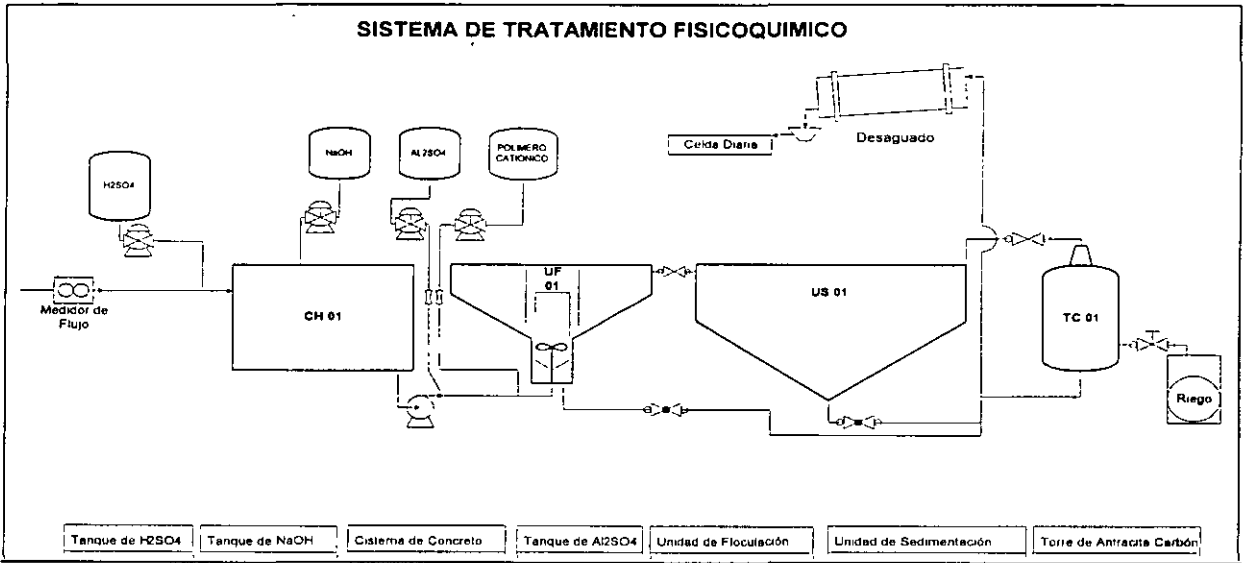 SISTEMA DE TRATAMIENTO FISICOQUIMICO
H2SO4
NaOH
AL2SO4
POLIMERO
CATIONICO
Celda Diaria
Desaguado
Medidor de
Flujo
CH 01
UF
01
US 01
TC 01
Riego
Tanque de H2SO4
Tanque de NaOH
Cisterna de Concreto
Tanque de Al2SO4
Unidad de Floculación
Unidad de Sedimentación
Torre de Antracita Carbón